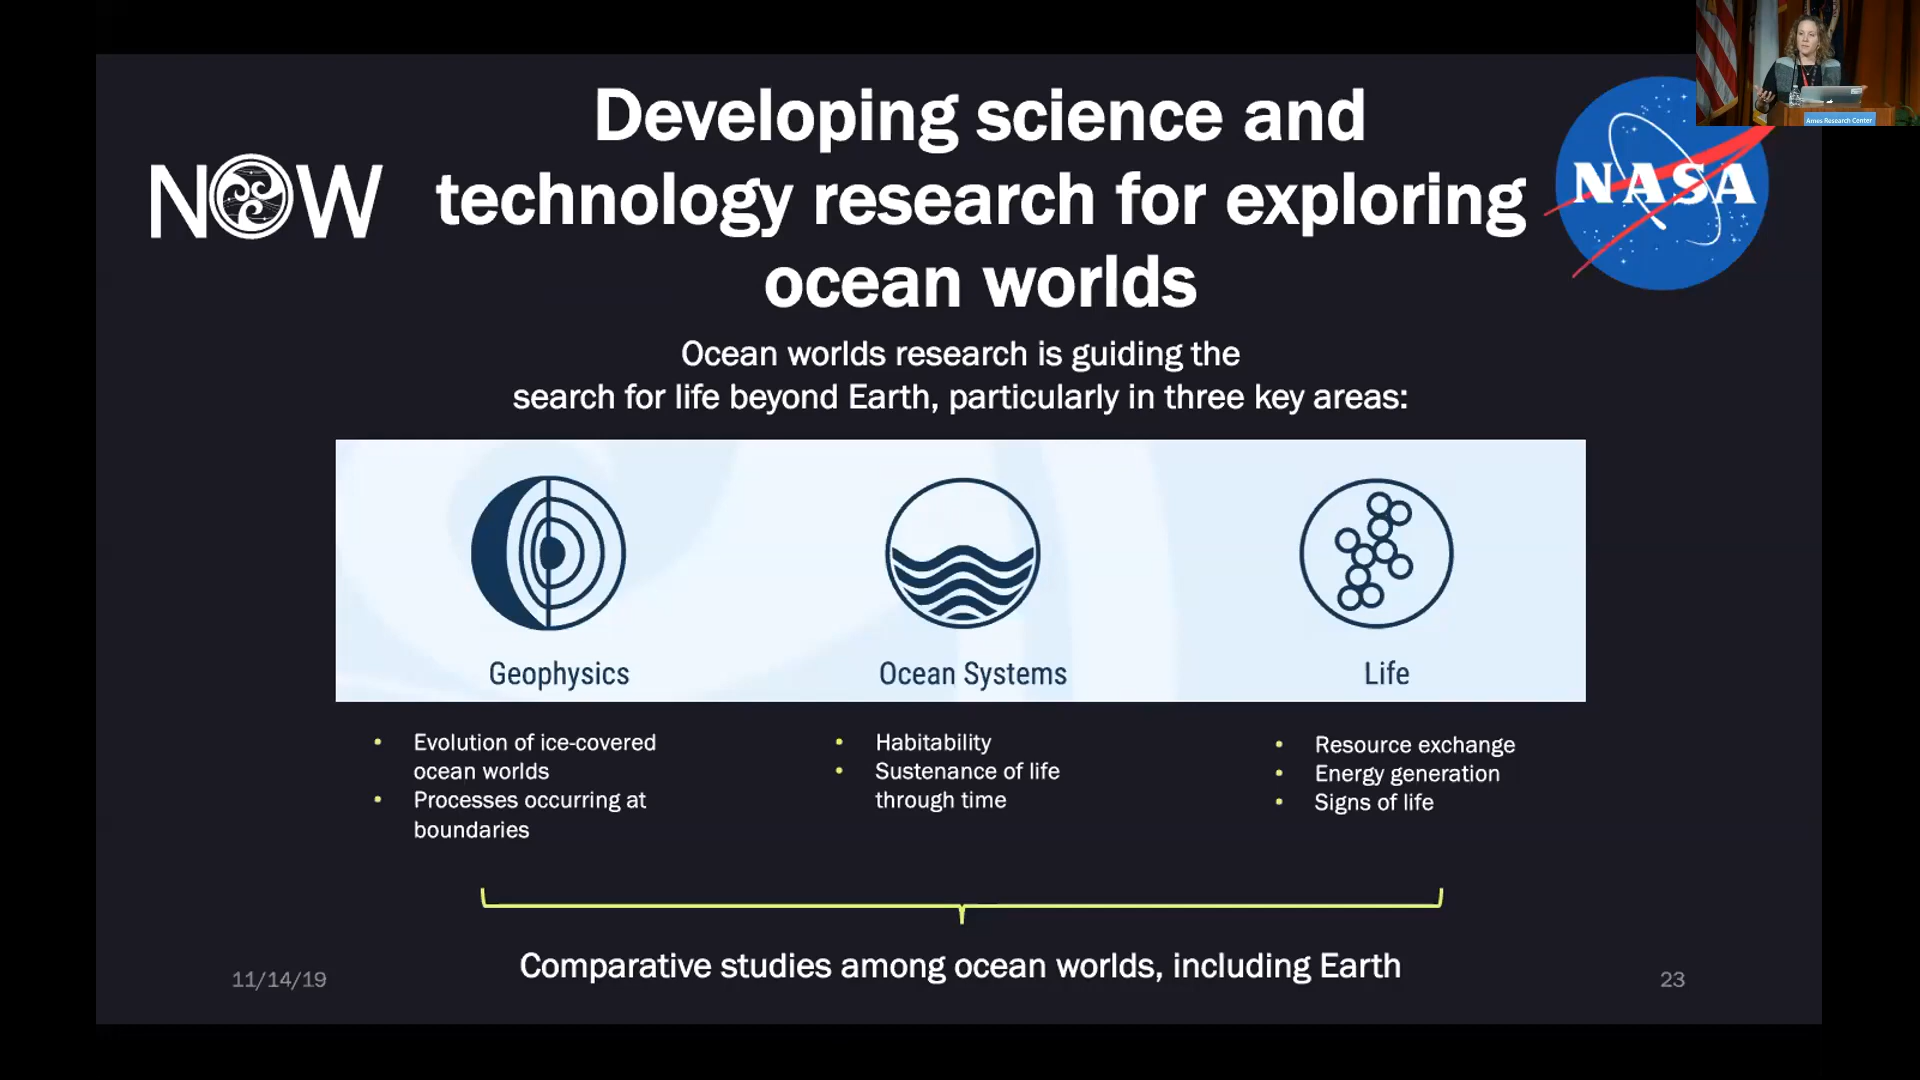 Ames Research Center
Developing science and
technology research for exploring
ocean worlds
NOW
NASA
Ocean worlds research is guiding the
search for life beyond Earth, particularly in three key areas:
Geophysics
Ocean Systems
Life
• Evolution of ice-covered
ocean worlds
• Processes occurring at
boundaries
• Habitability
• Sustenance of life
through time
• Resource exchange
• Energy generation
• Signs of life
Comparative studies among ocean worlds, including Earth
11/14/19
23